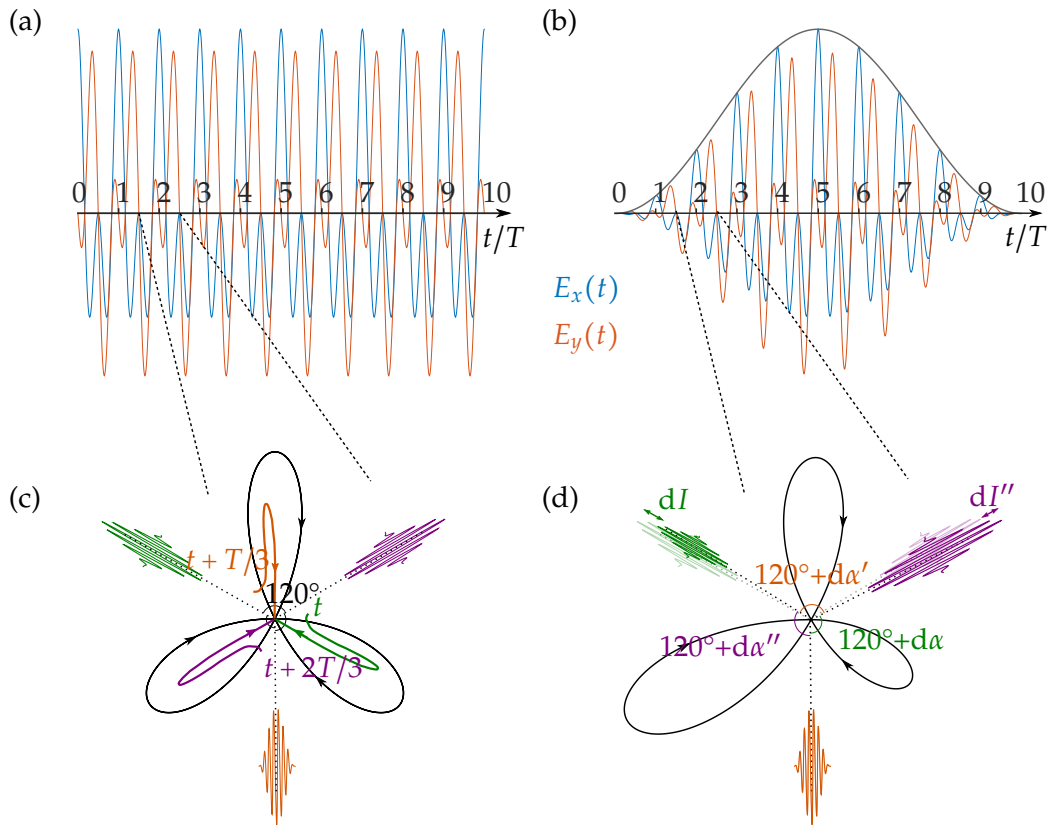 (a)
0 1 2 3 4 5 6 7 8 9 10
t/T
(b)
0 1 2 3 4 5 6 7 8 9 10
t/T
E_x(t)
E_y(t)
(c)
t + T/3
120°
t
t + 2T/3
(d)
dI
dI″
120°+dα′
120°+dα″
120°+dα